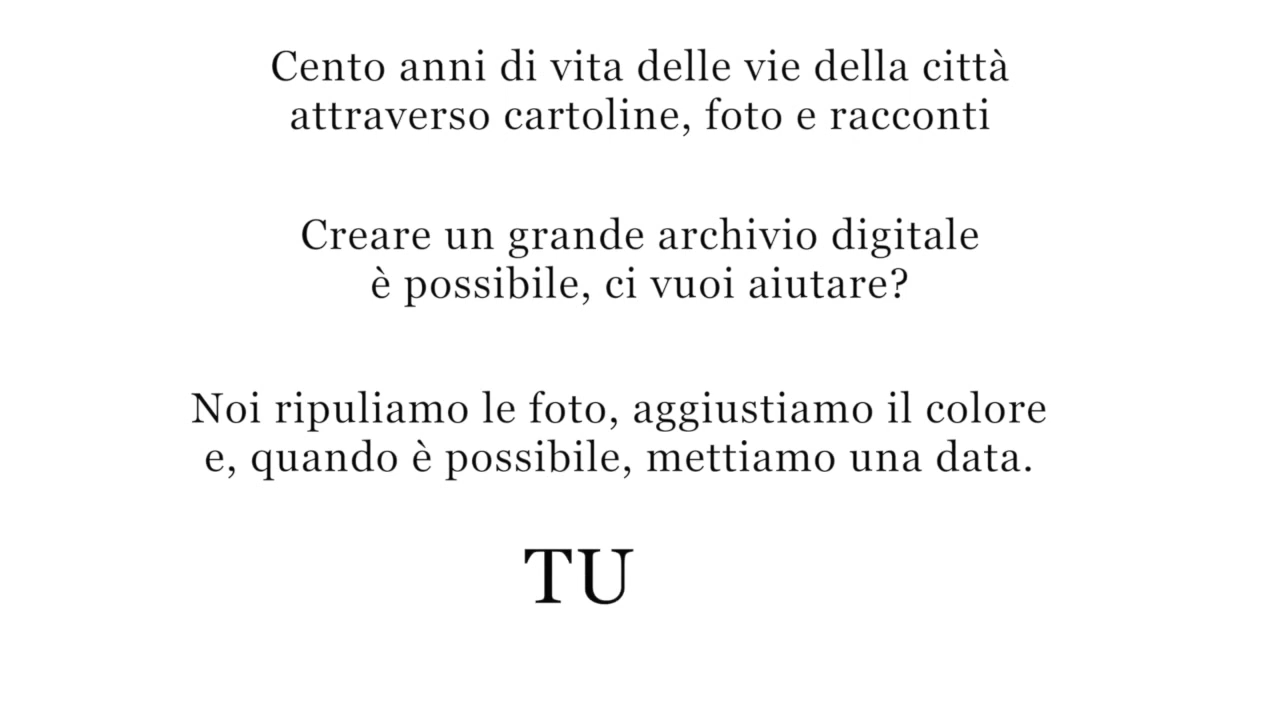 Cento anni di vita delle vie della città
attraverso cartoline, foto e racconti
Creare un grande archivio digitale
è possibile, ci vuoi aiutare?
Noi ripuliamo le foto, aggiustiamo il colore
e, quando è possibile, mettiamo una data.
TU